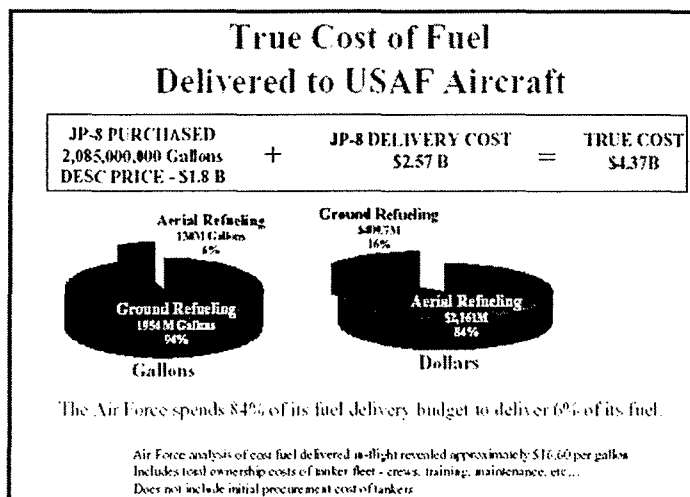 True Cost of Fuel
Delivered to USAF Aircraft
JP-8 PURCHASED
2,085,000,000 Gallons
DESC PRICE - $1.8 B
+
JP-8 DELIVERY COST
$2.57 B
=
TRUE COST
$4.37B
Aerial Refueling
Gallons
6%
Ground Refueling
1954M Gallons
94%
Gallons
Ground Refueling
16%
Aerial Refueling
$2,161M
84%
Dollars
The Air Force spends 84% of its fuel delivery budget to deliver 6% of its fuel.
Air Force analysis of cost fuel delivered in-flight revealed approximately $16.60 per gallon
Includes total ownership costs of tanker fleet - crews, training, maintenance, etc...
Does not include initial procurement cost of tankers